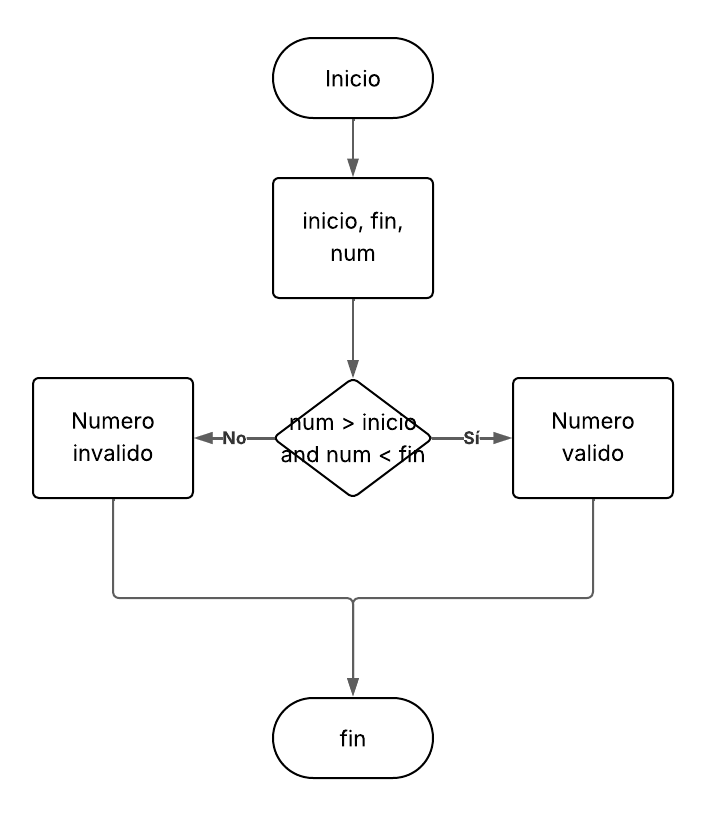 Inicio
inicio, fin,
num
Numero
invalido
No
num > inicio
and num < fin
Sí
Numero
valido
fin